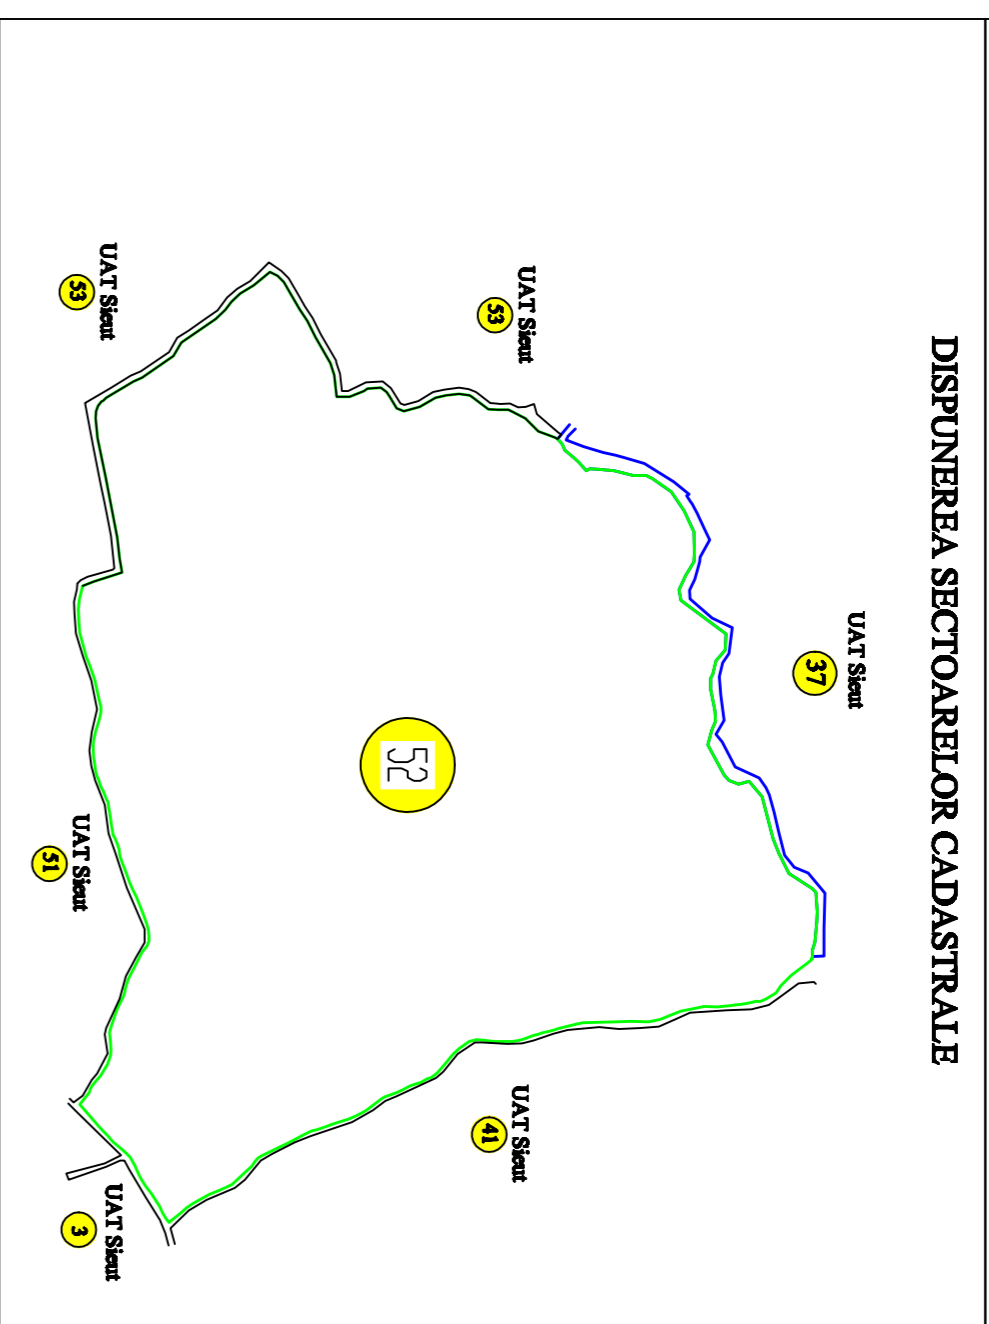 DISPUNEREA SECTOARELOR CADASTRALE
UAT Sieut
37
UAT Sieut
53
UAT Sieut
41
52
UAT Sieut
53
UAT Sieut
51
UAT Sieut
3